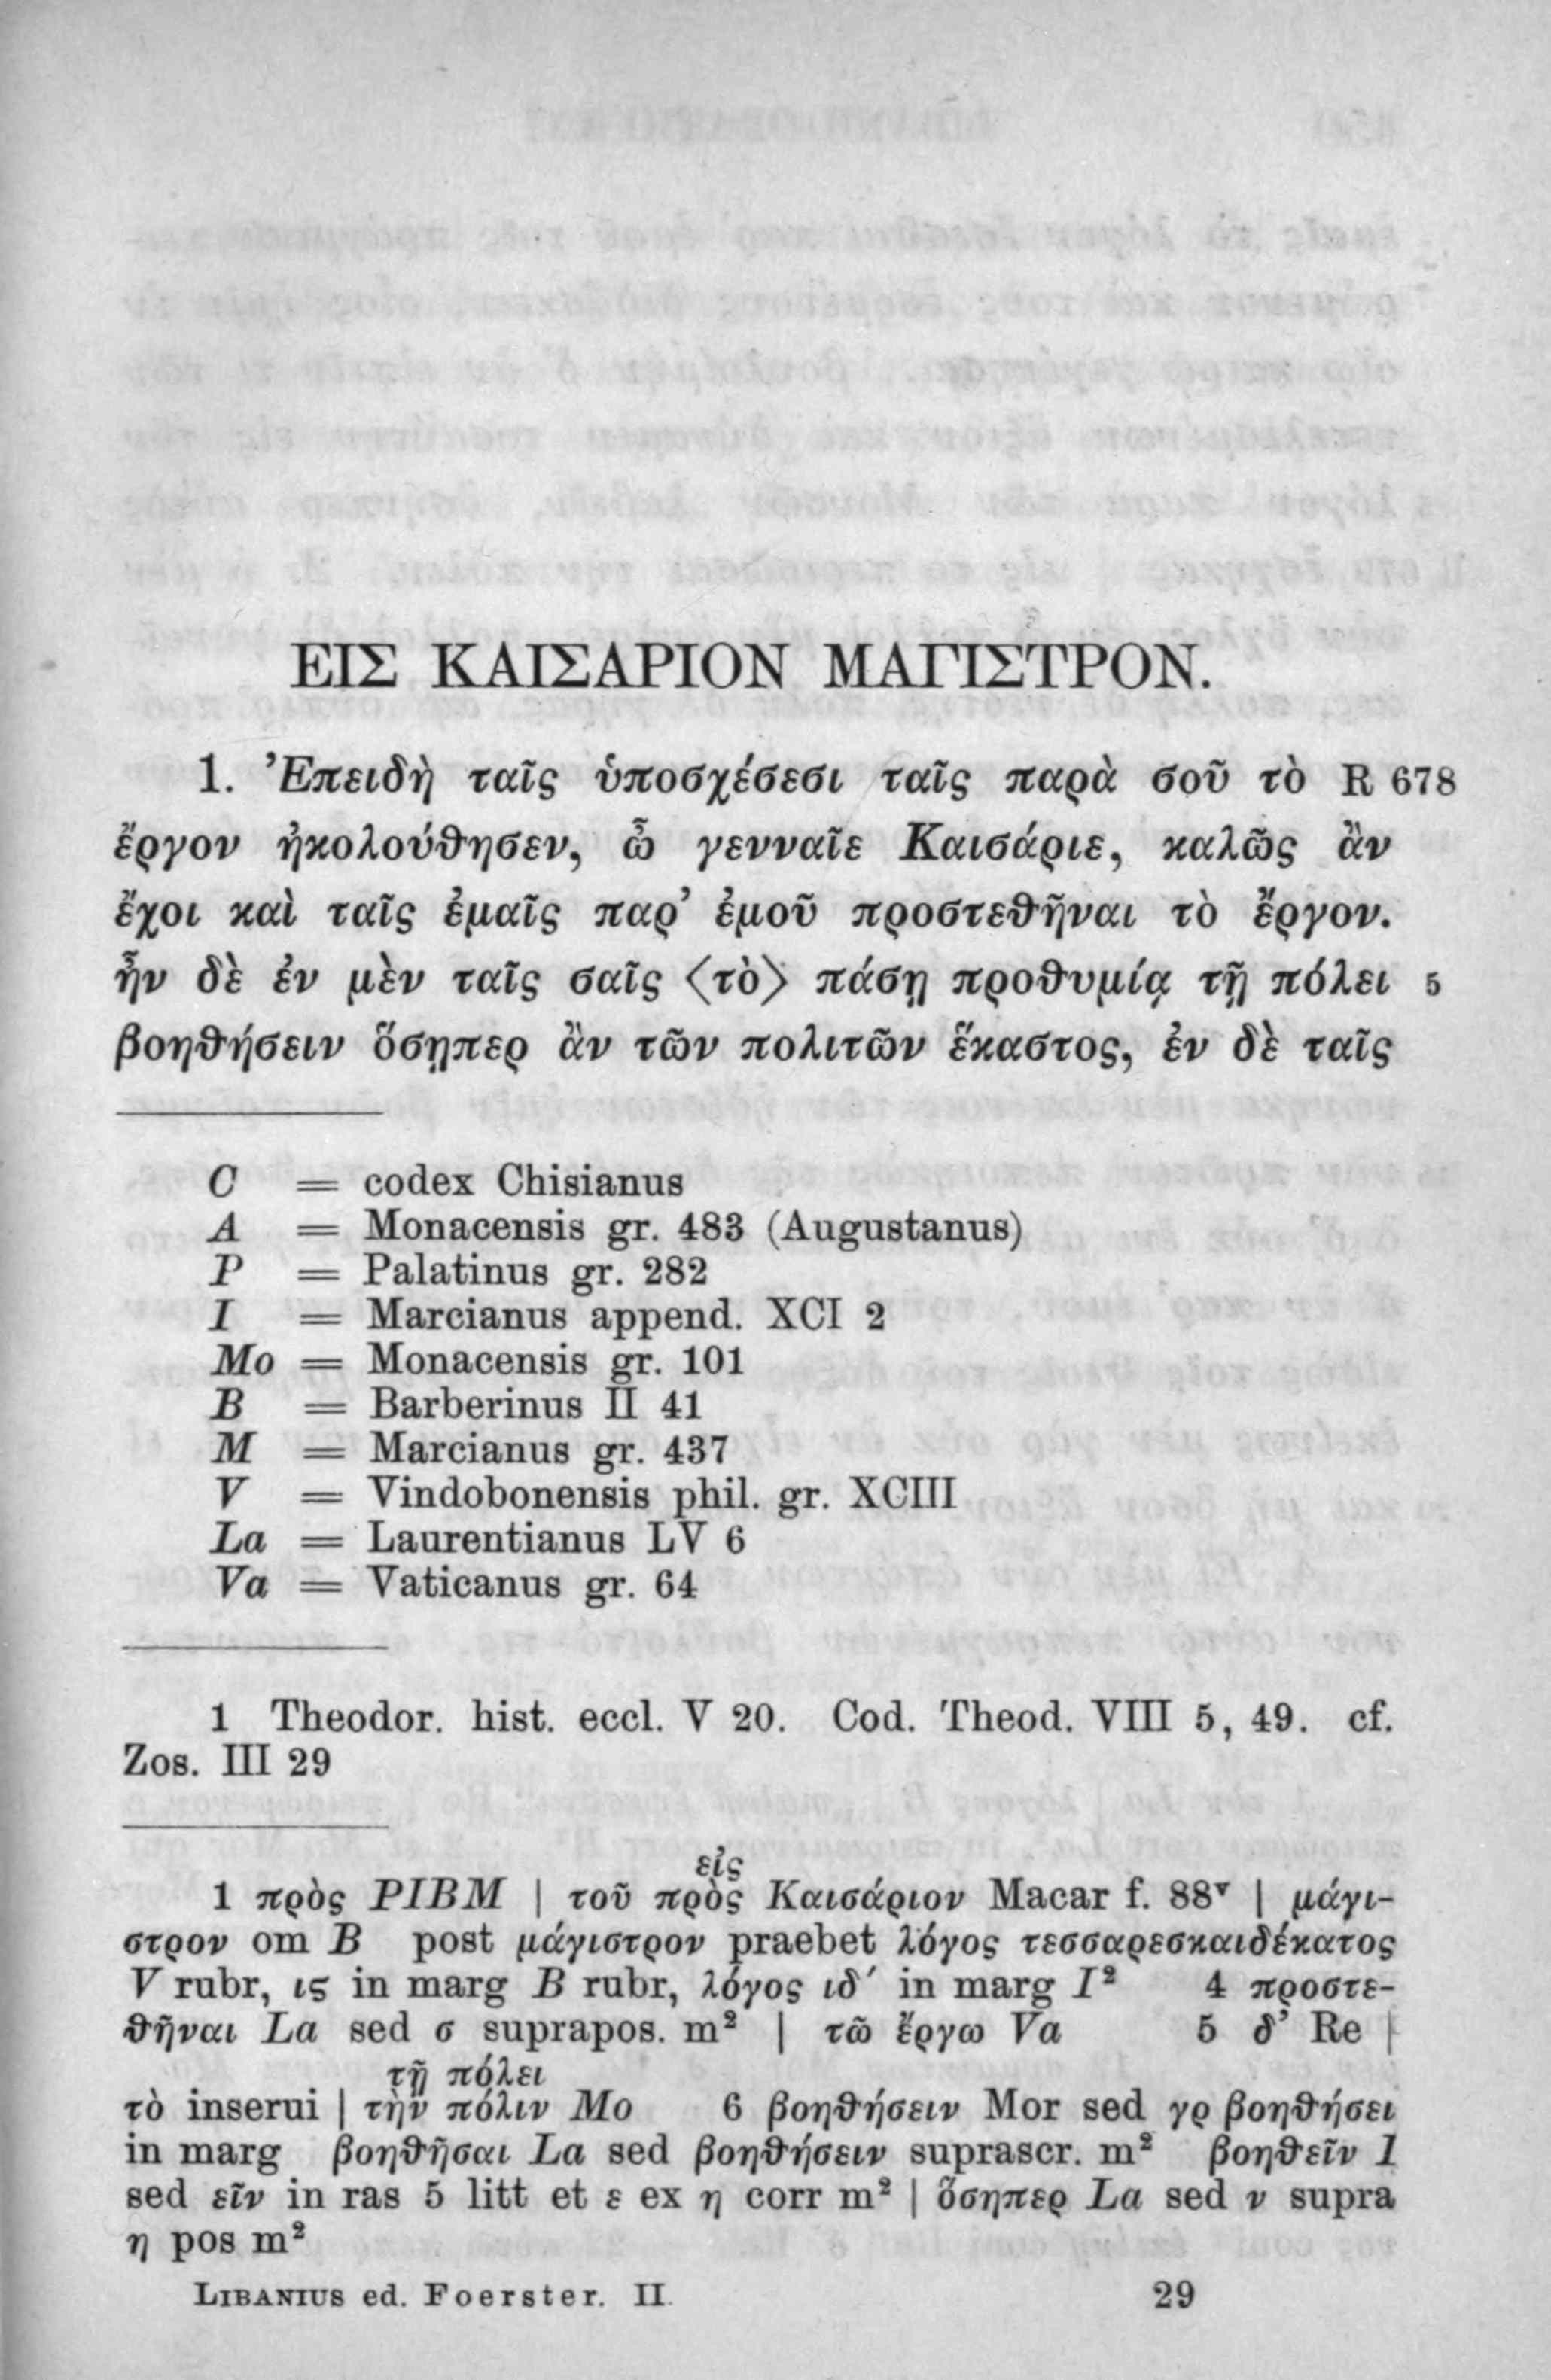 ΕΙΣ ΚΑΙΣΑΡΙΟΝ ΜΑΓΙΣΤΡΟΝ.
1. Ἐπειδὴ ταῖς ὑποσχέσεσι ταῖς παρὰ σοῦ τὸ R 678
ἔργον ἠκολούθησεν, ὦ γενναῖε Καισάριε, καλῶς ἂν
ἔχοι καὶ ταῖς ἐμαῖς παρ’ ἐμοῦ προστεθῆναι τὸ ἔργον.
ἦν δὲ ἐν μὲν ταῖς σαῖς ⟨τὸ⟩ πάσῃ προθυμίᾳ τῇ πόλει 5
βοηθήσειν ὅσῃπερ ἂν τῶν πολιτῶν ἕκαστος, ἐν δὲ ταῖς
C = codex Chisianus
A = Monacensis gr. 483 (Augustanus)
P = Palatinus gr. 282
I = Marcianus append. XCI 2
Mo = Monacensis gr. 101
B = Barberinus II 41
M = Marcianus gr. 437
V = Vindobonensis phil. gr. XCIII
La = Laurentianus LV 6
Va = Vaticanus gr. 64
1 Theodor. hist. eccl. V 20. Cod. Theod. VIII 5, 49. cf.
Zos. III 29
εἰς
1 πρὸς PIBM | τοῦ πρὸς Καισάριον Macar f. 88ᵛ | μάγι-
στρον om B post μάγιστρον praebet λόγος τεσσαρεσκαιδέκατος
V rubr, ις in marg B rubr, λόγος ιδ΄ in marg I² 4 προστε-
θῆναι La sed σ suprapos. m² | τῶ ἔργω Va 5 δ’ Re |
τῇ πόλει
τὸ inserui | τὴν πόλιν Mo 6 βοηθήσειν Mor sed γρ βοηθήσει
in marg βοηθῆσαι La sed βοηθήσειν suprascr. m² βοηθεῖν I
sed εῖν in ras 5 litt et ε ex η corr m² | ὅσηπερ La sed ν supra
η pos m²
LIBANIUS ed. Foerster. II. 29